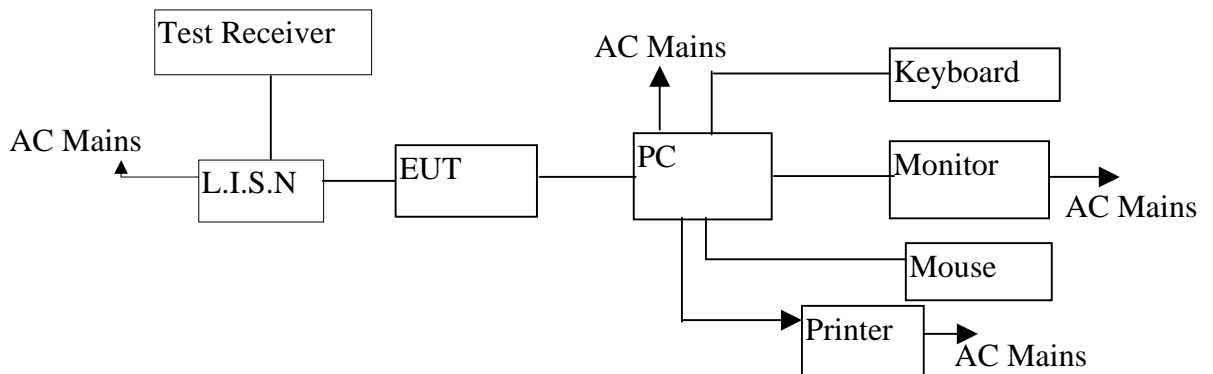 Test Receiver
AC Mains
Keyboard
AC Mains
L.I.S.N
EUT
PC
Monitor
AC Mains
Mouse
Printer
AC Mains